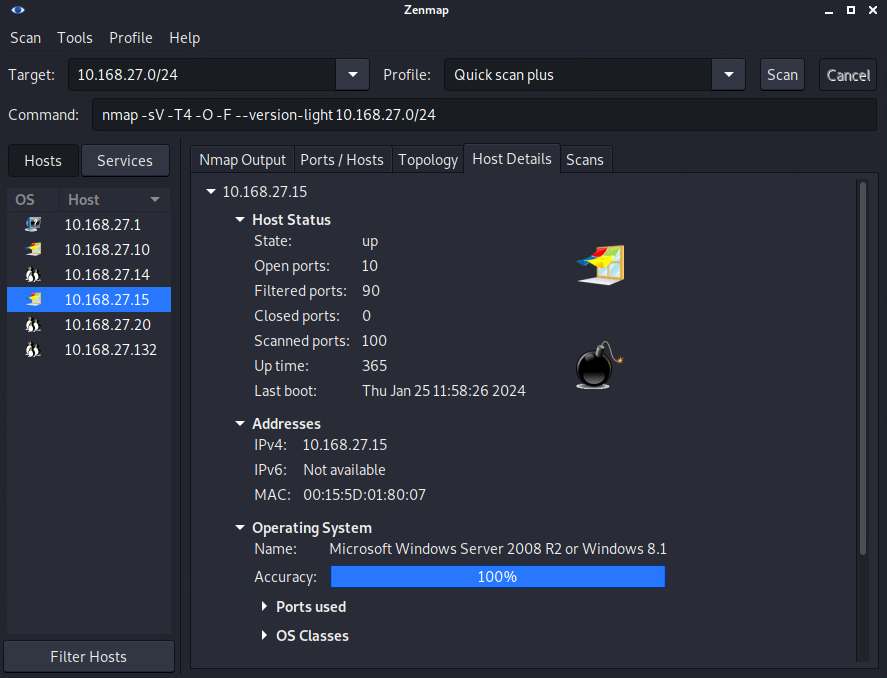 Zenmap
Scan Tools Profile Help
Target: 10.168.27.0/24 Profile: Quick scan plus Scan Cancel
Command: nmap -sV -T4 -O -F --version-light 10.168.27.0/24
Hosts Services
Nmap Output Ports / Hosts Topology Host Details Scans
OS Host
10.168.27.1
10.168.27.10
10.168.27.14
10.168.27.15
10.168.27.20
10.168.27.132
Filter Hosts
10.168.27.15
Host Status
State: up
Open ports: 10
Filtered ports: 90
Closed ports: 0
Scanned ports: 100
Up time: 365
Last boot: Thu Jan 25 11:58:26 2024
Addresses
IPv4: 10.168.27.15
IPv6: Not available
MAC: 00:15:5D:01:80:07
Operating System
Name: Microsoft Windows Server 2008 R2 or Windows 8.1
Accuracy: 100%
Ports used
OS Classes